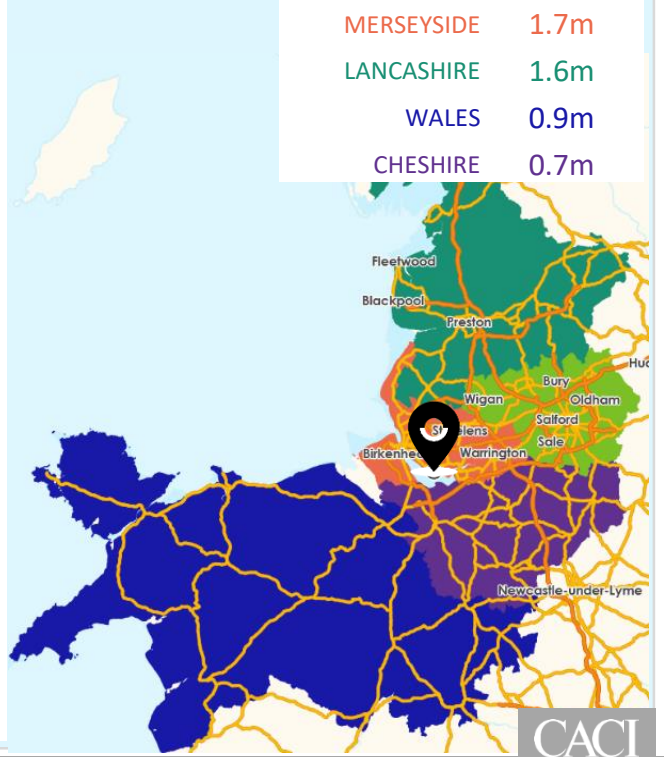 MERSEYSIDE 1.7m
LANCASHIRE 1.6m
WALES 0.9m
CHESHIRE 0.7m
Fleetwood
Blackpool
Preston
Bury
Wigan
Oldham
Salford
Sale
Warrington
Newcastle-under-Lyme
CACI